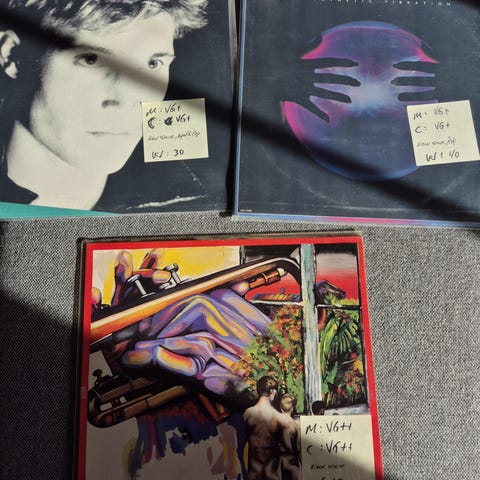 VIBRATION
M: VG+
C: VG+
New Wave, Synth Pop
Kr: 30
M: VG+
C: VG+
New Wave, Pop
Kr: 40
M: VG++
C: VG++
New Wave